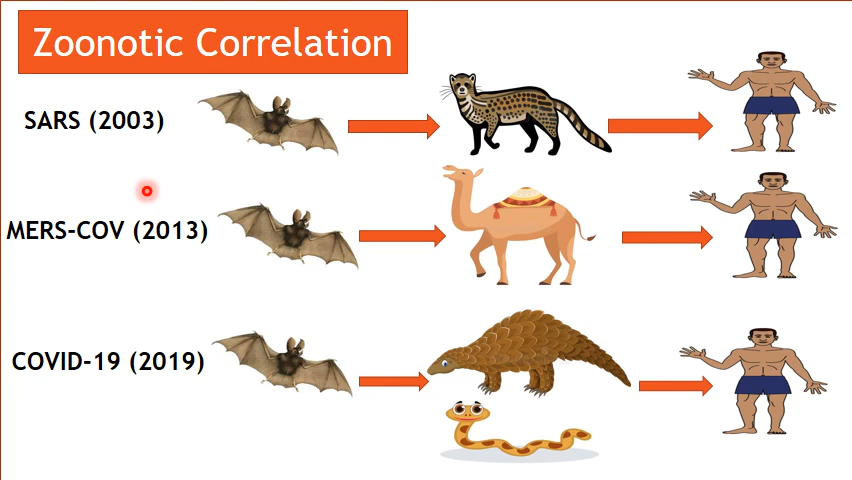 Zoonotic Correlation
SARS (2003)
MERS-COV (2013)
COVID-19 (2019)